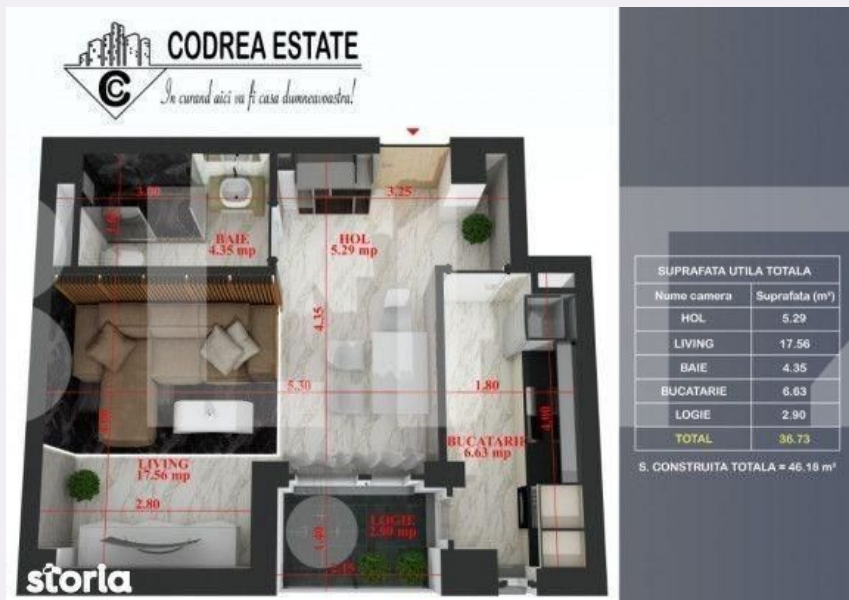 CODREA ESTATE
In curand aici va fi casa dumneavoastra!
3.00
3.25
BAIE
4.35 mp
HOL
5.29 mp
4.35
5.30
1.80
4.00
BUCATARIE
6.63 mp
LIVING
17.56 mp
2.80
LOGIE
2.90 mp
1.40
2.15
SUPRAFATA UTILA TOTALA
Nume camera Suprafata (m²)
HOL 5.29
LIVING 17.56
BAIE 4.35
BUCATARIE 6.63
LOGIE 2.90
TOTAL 36.73
S. CONSTRUITA TOTALA = 46.18 m²
storia